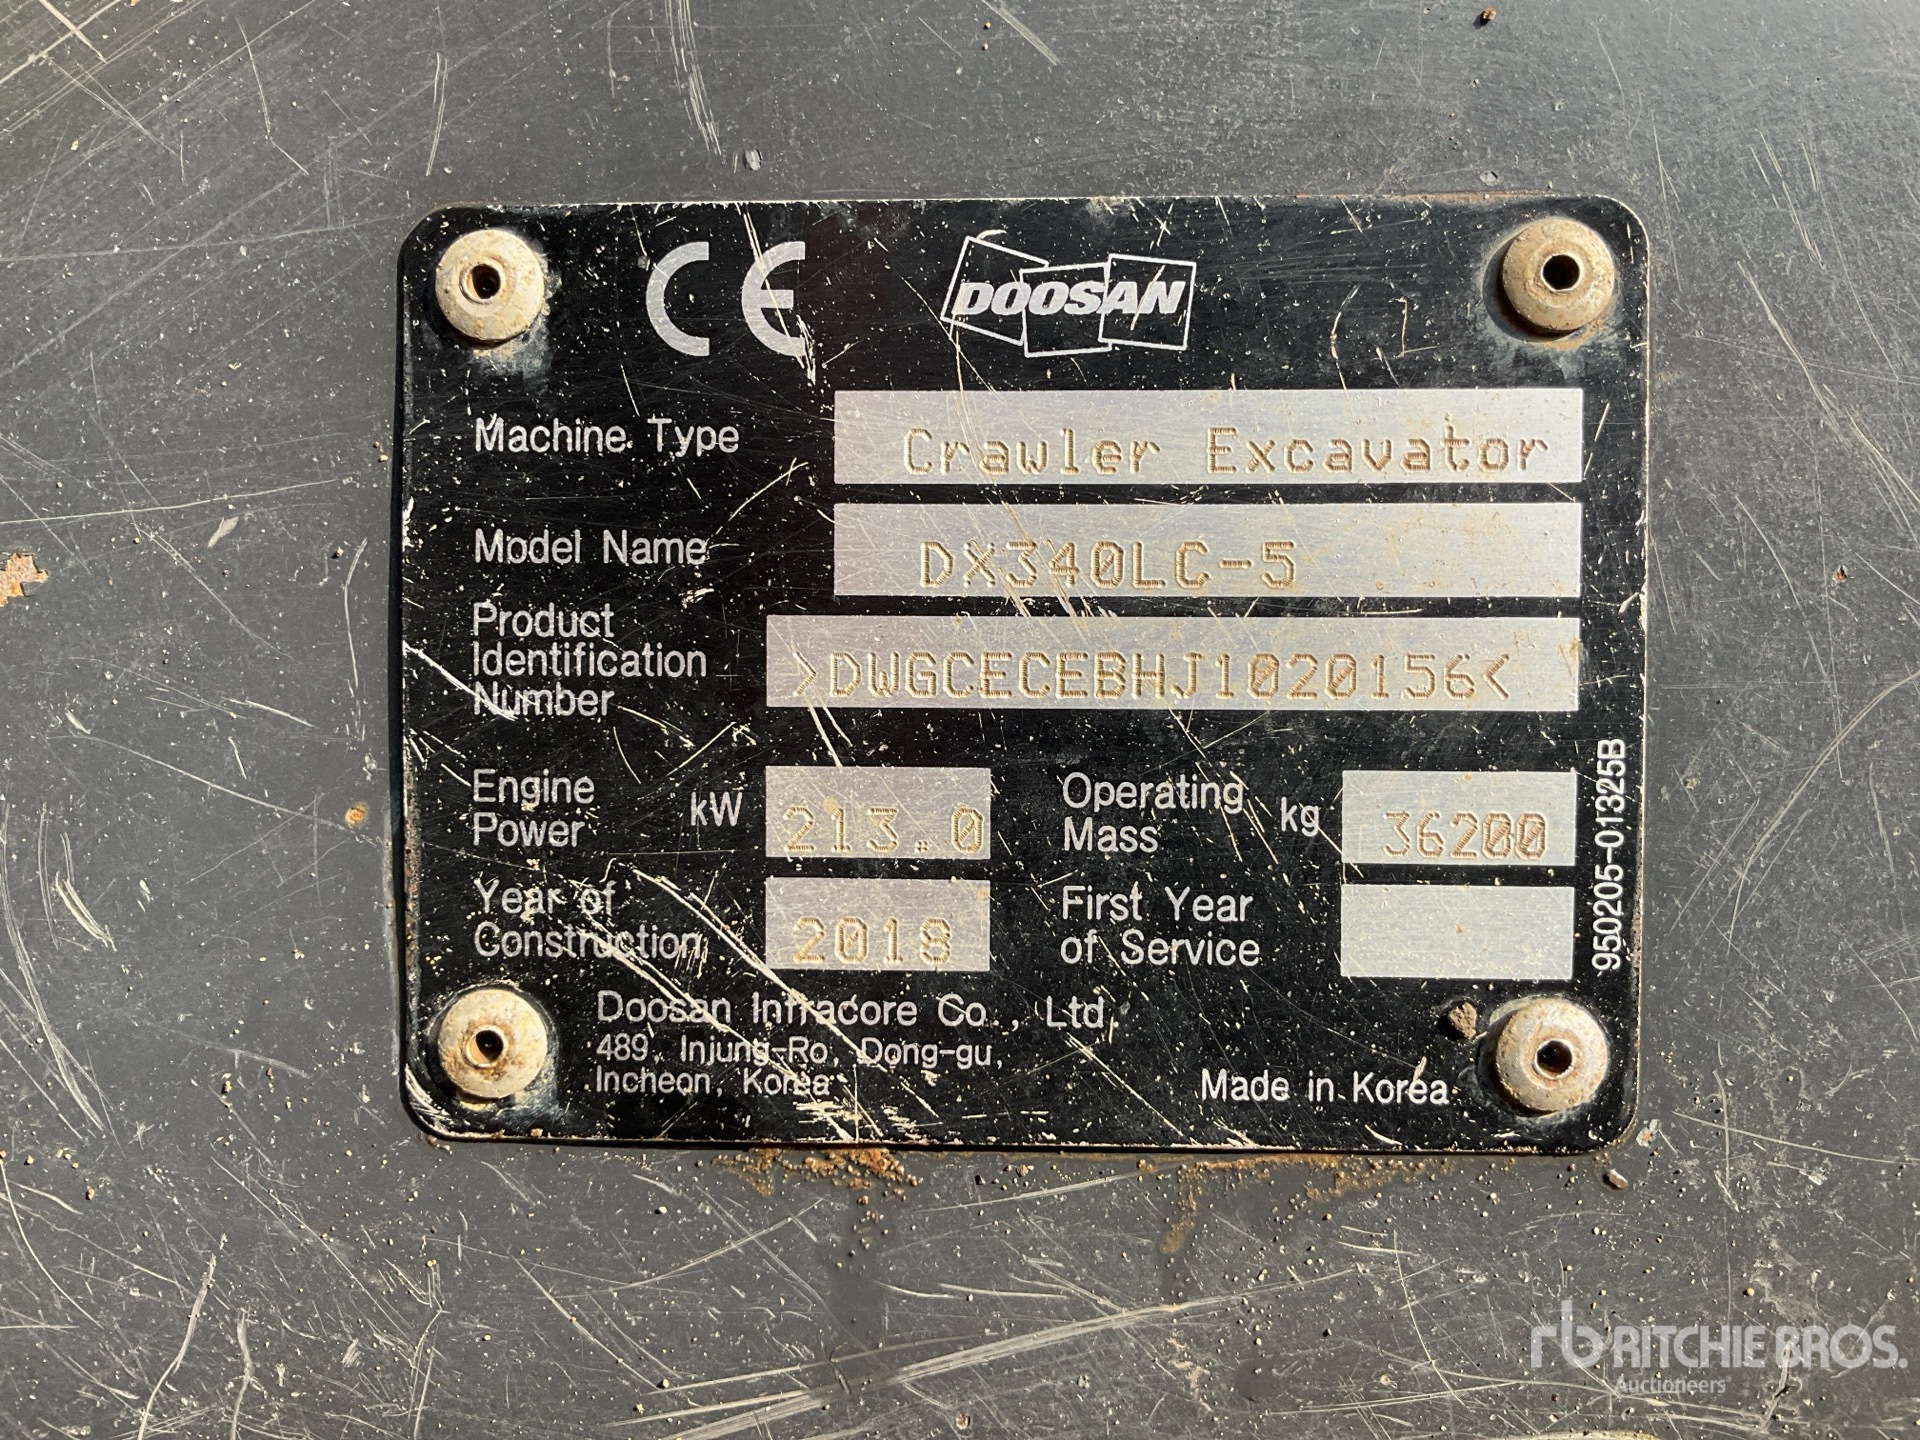 CE DOOSAN
Machine Type Crawler Excavator
Model Name DX340LC-5
Product
Identification
Number
>DWGCECEBHJ1020156<
Engine
Power kW 213.0
Operating
Mass kg 36200
Year of
Construction 2018
First Year
of Service
950205-01325B
Doosan Infracore Co., Ltd.
489, Injung-Ro, Dong-gu,
Incheon, Korea
Made in Korea
rb RITCHIE BROS.
Auctioneers